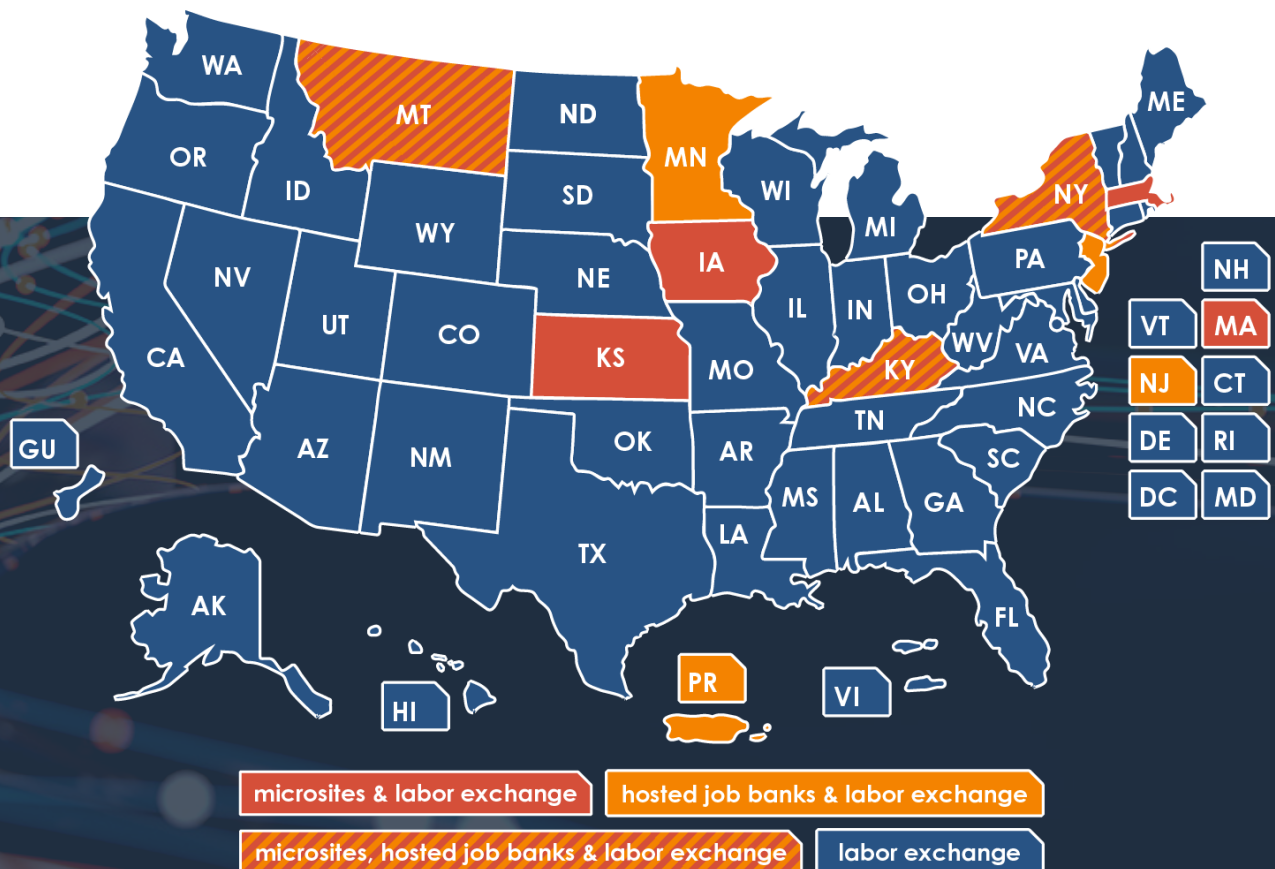 WA
MT
ND
MN
ME
OR
ID
SD
WI
NY
WY
MI
IA
PA
NV
NE
NH
UT
CO
IL
IN
OH
VT
MA
CA
KS
MO
KY
WV
VA
NJ
CT
NC
TN
GU
AZ
NM
OK
AR
SC
DE
RI
MS
AL
GA
DC
MD
LA
TX
AK
FL
HI
PR
VI
microsites & labor exchange
hosted job banks & labor exchange
microsites, hosted job banks & labor exchange
labor exchange